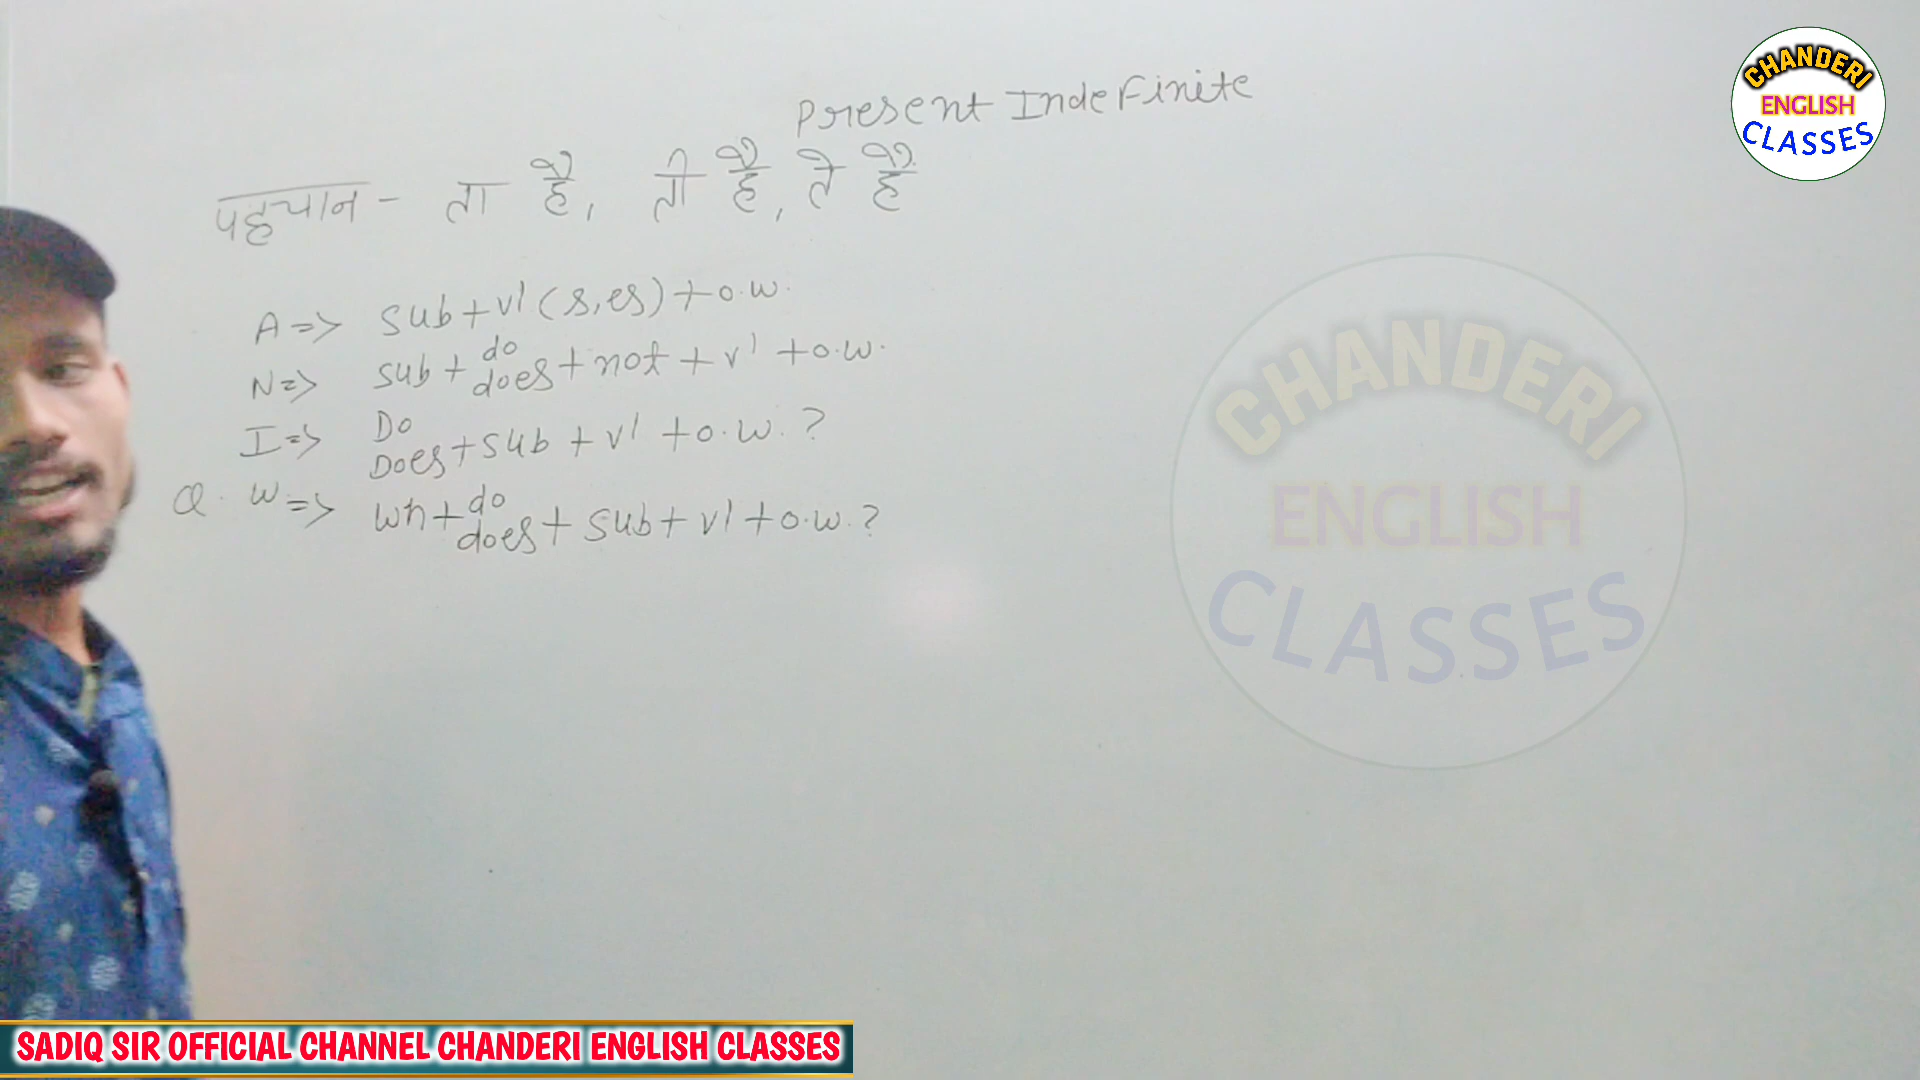 Present Indefinite
पहचान - ता है, ती है, ते हैं
A => Sub + v1 (s, es) + o.w.
N => Sub + do does + not + v1 + o.w.
I => Do Does + Sub + v1 + o.w. ?
Q. W => Wh + do does + Sub + v1 + o.w. ?
CHANDERI
ENGLISH
CLASSES
CHANDERI
ENGLISH
CLASSES
SADIQ SIR OFFICIAL CHANNEL CHANDERI ENGLISH CLASSES